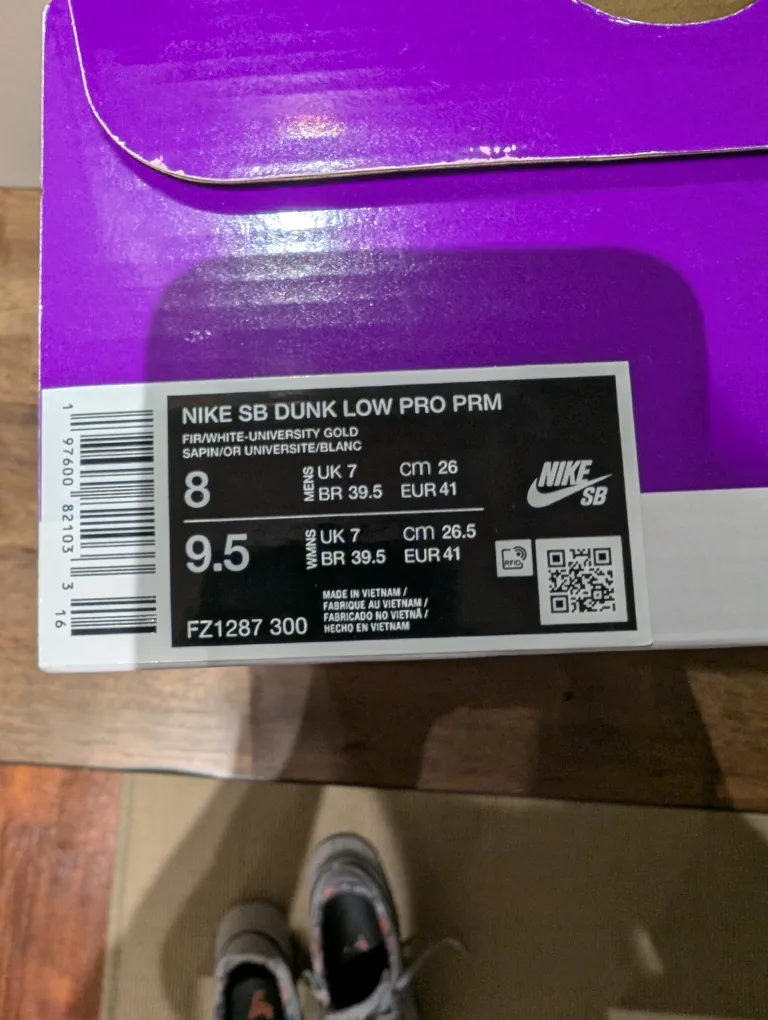 NIKE SB DUNK LOW PRO PRM
FIR/WHITE-UNIVERSITY GOLD
SAPIN/OR UNIVERSITE/BLANC
8 MENS UK 7 cm 26
BR 39.5 EUR 41
9.5 WMNS UK 7 cm 26.5
BR 39.5 EUR 41
NIKE
SB
RFID
FZ1287 300
MADE IN VIETNAM /
FABRIQUE AU VIETNAM /
FABRICADO NO VIETNÃ /
HECHO EN VIETNAM
1 97600 82103 3 16